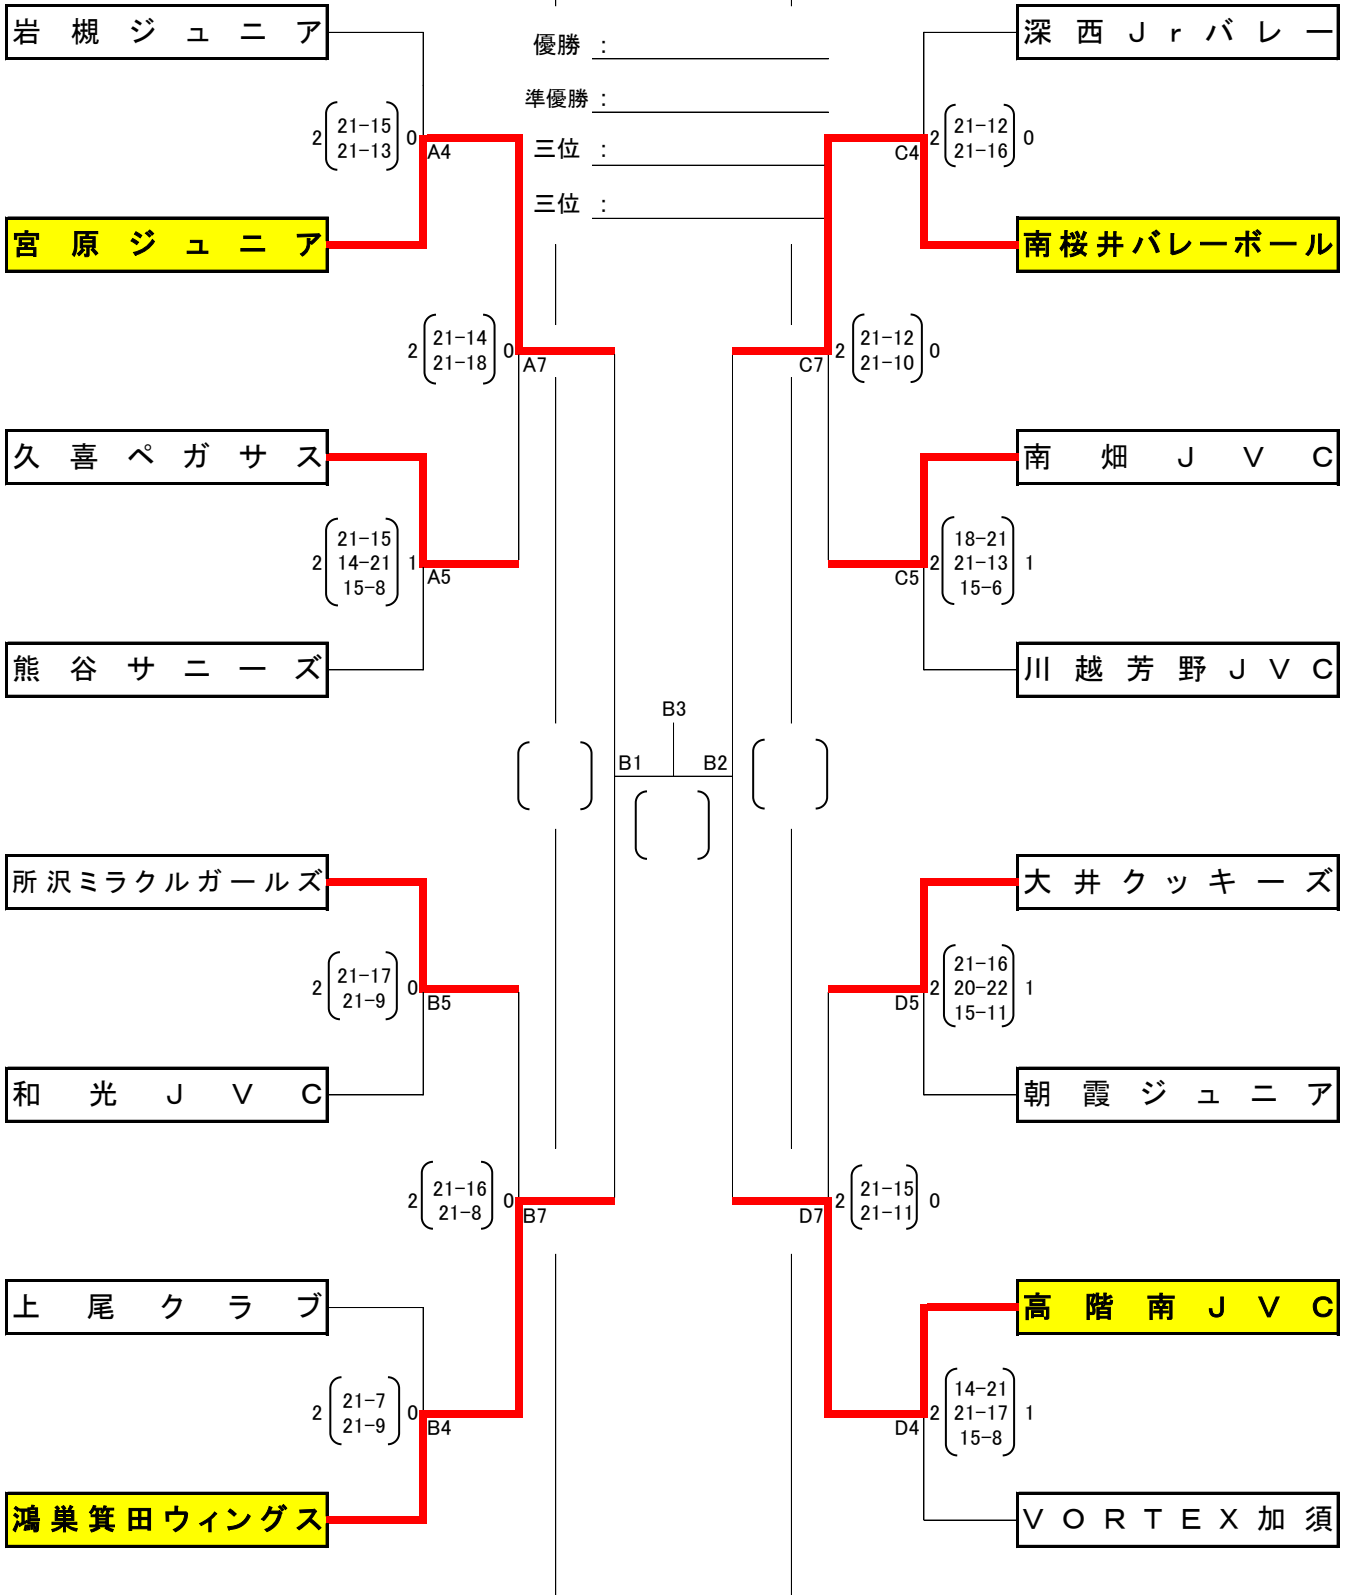 岩槻ジュニア
深西Jrバレー
優勝 :
準優勝 :
三位 :
三位 :
2 21-15 0
21-13
A4
C4
2 21-12 0
21-16
宮原ジュニア
南桜井バレーボール
2 21-14 0
21-18
A7
C7
2 21-12 0
21-10
久喜ペガサス
南畑JVC
2 21-15 1
14-21
15-8
A5
C5
2 18-21 1
21-13
15-6
熊谷サニーズ
川越芳野JVC
B3
B1
B2
所沢ミラクルガールズ
大井クッキーズ
2 21-17 0
21-9
B5
D5
2 21-16 1
20-22
15-11
和光JVC
朝霞ジュニア
2 21-16 0
21-8
B7
D7
2 21-15 0
21-11
上尾クラブ
高階南JVC
2 21-7 0
21-9
B4
D4
2 14-21 1
21-17
15-8
鴻巣箕田ウィングス
VORTEX加須